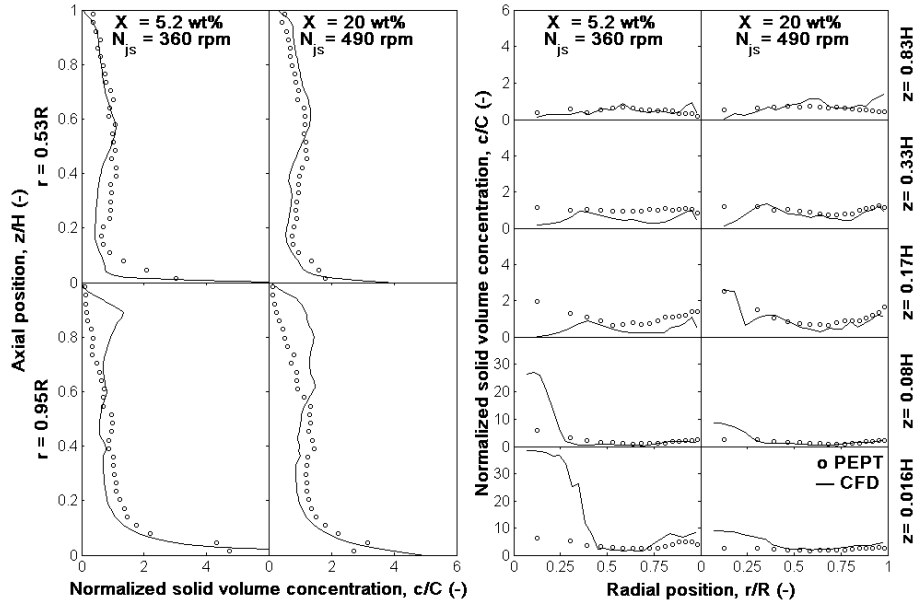 X = 5.2 wt%
N_js = 360 rpm
X = 20 wt%
N_js = 490 rpm
1
0.8
0.6
0.4
0.2
0
0.8
0.6
0.4
0.2
0
r = 0.53R
r = 0.95R
Axial position, z/H (-)
0 2 4 0 2 4 6
Normalized solid volume concentration, c/C (-)
X = 5.2 wt%
N_js = 360 rpm
X = 20 wt%
N_js = 490 rpm
6
4
2
0
4
2
0
4
2
0
30
20
10
0
30
20
10
0
Normalized solid volume concentration, c/C (-)
z= 0.83H
z= 0.33H
z= 0.17H
z= 0.08H
z= 0.016H
PEPT
CFD
0 0.25 0.5 0.75 0 0.25 0.5 0.75 1
Radial position, r/R (-)